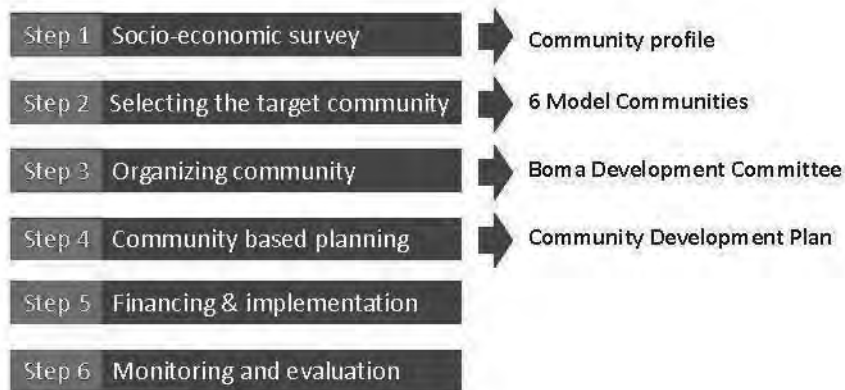 Step 1 Socio-economic survey Community profile
Step 2 Selecting the target community 6 Model Communities
Step 3 Organizing community Boma Development Committee
Step 4 Community based planning Community Development Plan
Step 5 Financing & implementation
Step 6 Monitoring and evaluation